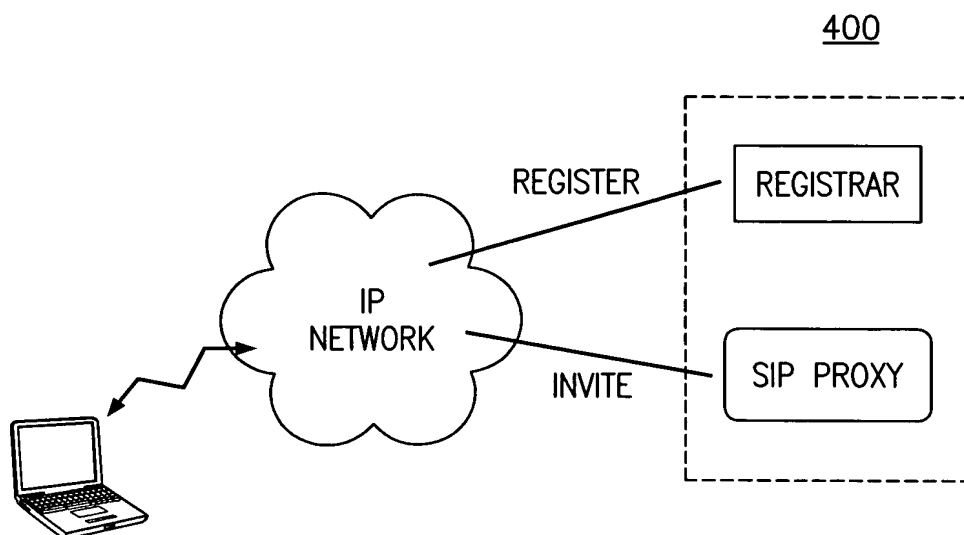 400
REGISTER
REGISTRAR
IP
NETWORK
INVITE
SIP PROXY